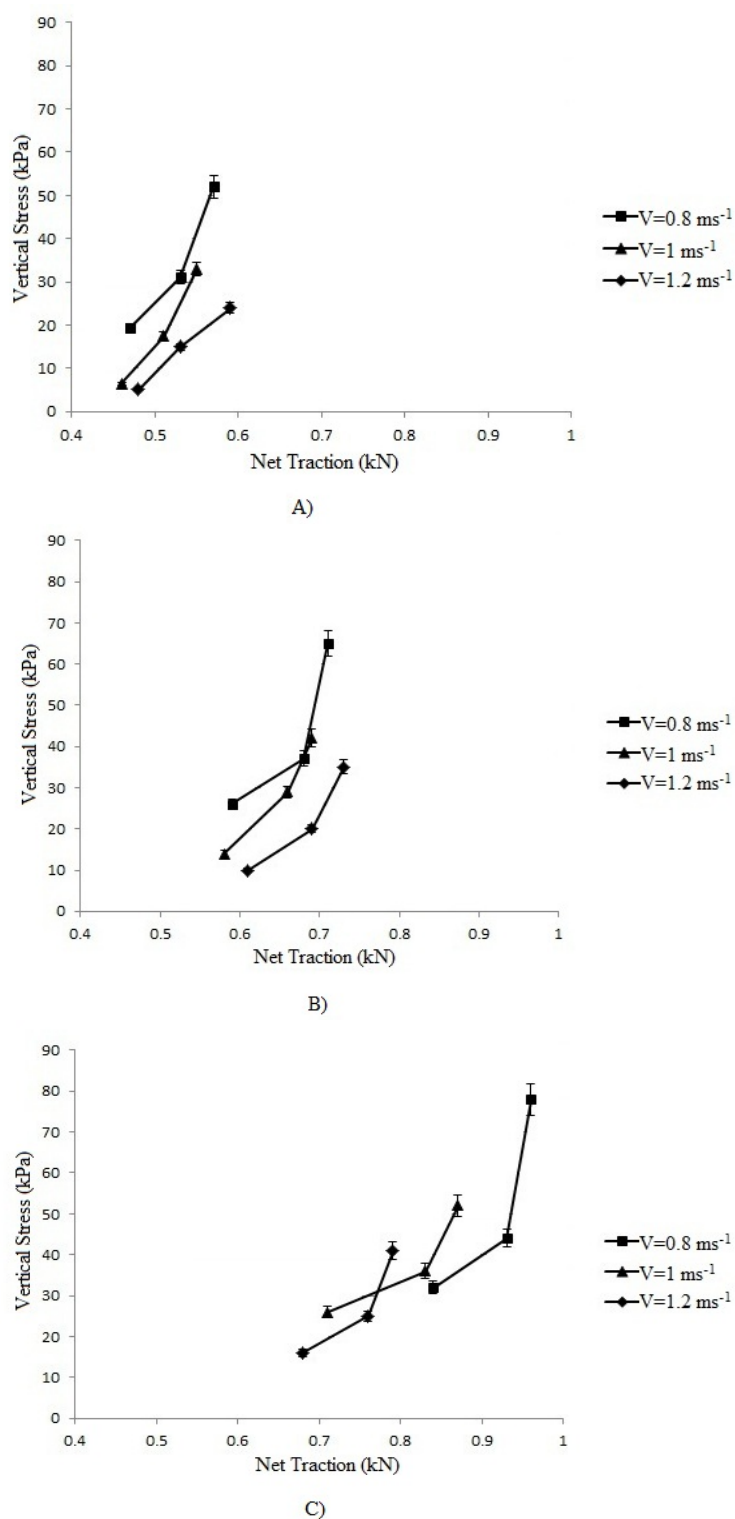 90
80
70
60
50
40
30
20
10
0
Vertical Stress (kPa)
0.4 0.5 0.6 0.7 0.8 0.9 1
Net Traction (kN)
V=0.8 ms⁻¹
V=1 ms⁻¹
V=1.2 ms⁻¹
A)
90
80
70
60
50
40
30
20
10
0
Vertical Stress (kPa)
0.4 0.5 0.6 0.7 0.8 0.9 1
Net Traction (kN)
V=0.8 ms⁻¹
V=1 ms⁻¹
V=1.2 ms⁻¹
B)
90
80
70
60
50
40
30
20
10
0
Vertical Stress (kPa)
0.4 0.5 0.6 0.7 0.8 0.9 1
Net Traction (kN)
V=0.8 ms⁻¹
V=1 ms⁻¹
V=1.2 ms⁻¹
C)